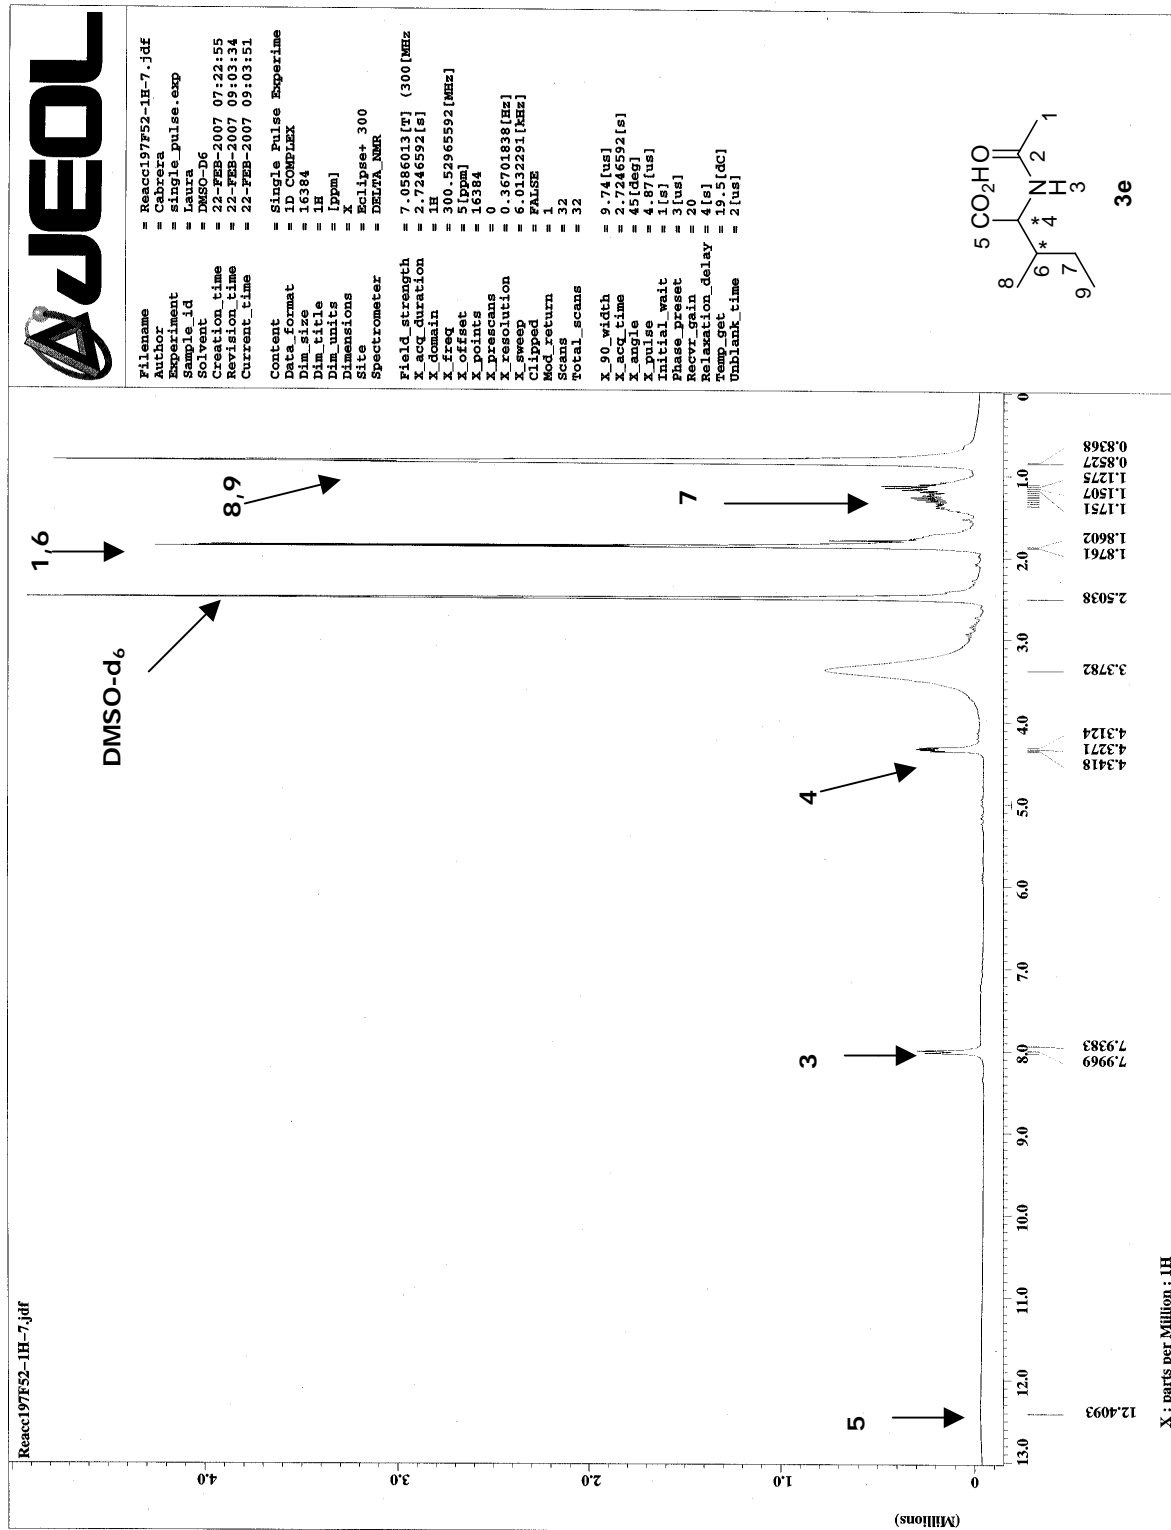 JEOL
Filename = Reacc197F52-1H-7.jdf
Author = Cabrera
Experiment = single_pulse.exp
Sample_id = Laura
Solvent = DMSO-D6
Creation_time = 22-FEB-2007 07:22:55
Revision_time = 22-FEB-2007 09:03:34
Current_time = 22-FEB-2007 09:03:51
Content = Single Pulse Experime
Data_format = 1D COMPLEX
Dim_size = 16384
Dim_title = 1H
Dim_units = [ppm]
Dimensions = X
Site = Eclipse+ 300
Spectrometer = DELTA_NMR
Field_strength = 7.0586013[T] (300[MHz
X_acq_duration = 2.7246592[s]
X_domain = 1H
X_freq = 300.52965592[MHz]
X_offset = 5[ppm]
X_points = 16384
X_prescans = 0
X_resolution = 0.36701838[Hz]
X_sweep = 6.0132291[kHz]
Clipped = FALSE
Mod_return = 1
Scans = 32
Total_scans = 32
X_90_width = 9.74[us]
X_acq_time = 2.7246592[s]
X_angle = 45[deg]
X_pulse = 4.87[us]
Initial_wait = 1[s]
Phase_preset = 3[us]
Recvr_gain = 20
Relaxation_delay = 4[s]
Temp_get = 19.5[dC]
Unblank_time = 2[us]
5 CO2H O
8 * 4 N 2 1
6 * H
7 3
9
3e
Reacc197F52-1H-7.jdf
(Millions)
4.0
3.0
2.0
1.0
0
5
3
4
DMSO-d6
1,6
8,9
7
13.0 12.0 11.0 10.0 9.0 8.0 7.0 6.0 5.0 4.0 3.0 2.0 1.0 0
12.4093
7.9969
7.9383
4.3418
4.3271
4.3124
3.3782
2.5038
1.8761
1.8602
1.1751
1.1507
1.1275
0.8527
0.8368
X : parts per Million : 1H